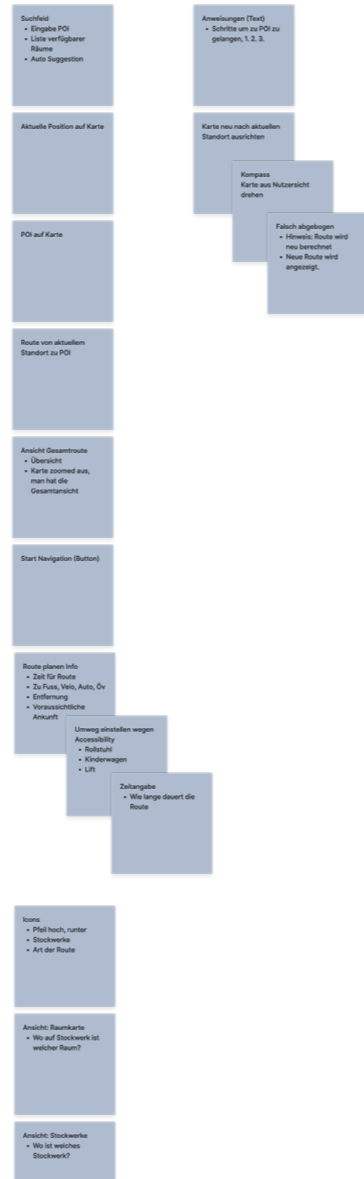 Suchfeld
• Eingabe POI
• Liste verfügbarer
Räume
• Auto Suggestion
Aktuelle Position auf Karte
POI auf Karte
Route von aktuellem
Standort zu POI
Ansicht Gesamtroute
• Übersicht
• Karte zoomed aus,
man hat die
Gesamtansicht
Start Navigation (Button)
Route planen Info
• Zeit für Route
• Zu Fuss, Velo, Auto, Öv
• Entfernung
• Voraussichtliche
Ankunft
Umweg einstellen wegen
Accessibility
• Rollstuhl
• Kinderwagen
• Lift
Zeitangabe
• Wie lange dauert die
Route
Icons
• Pfeil hoch, runter
• Stockwerke
• Art der Route
Ansicht: Raumkarte
• Wo auf Stockwerk ist
welcher Raum?
Ansicht: Stockwerke
• Wo ist welches
Stockwerk?
Anweisungen (Text)
• Schritte um zu POI zu
gelangen, 1. 2. 3.
Karte neu nach aktuellen
Standort ausrichten
Kompass
Karte aus Nutzersicht
drehen
Falsch abgebogen
• Hinweis: Route wird
neu berechnet
• Neue Route wird
angezeigt.